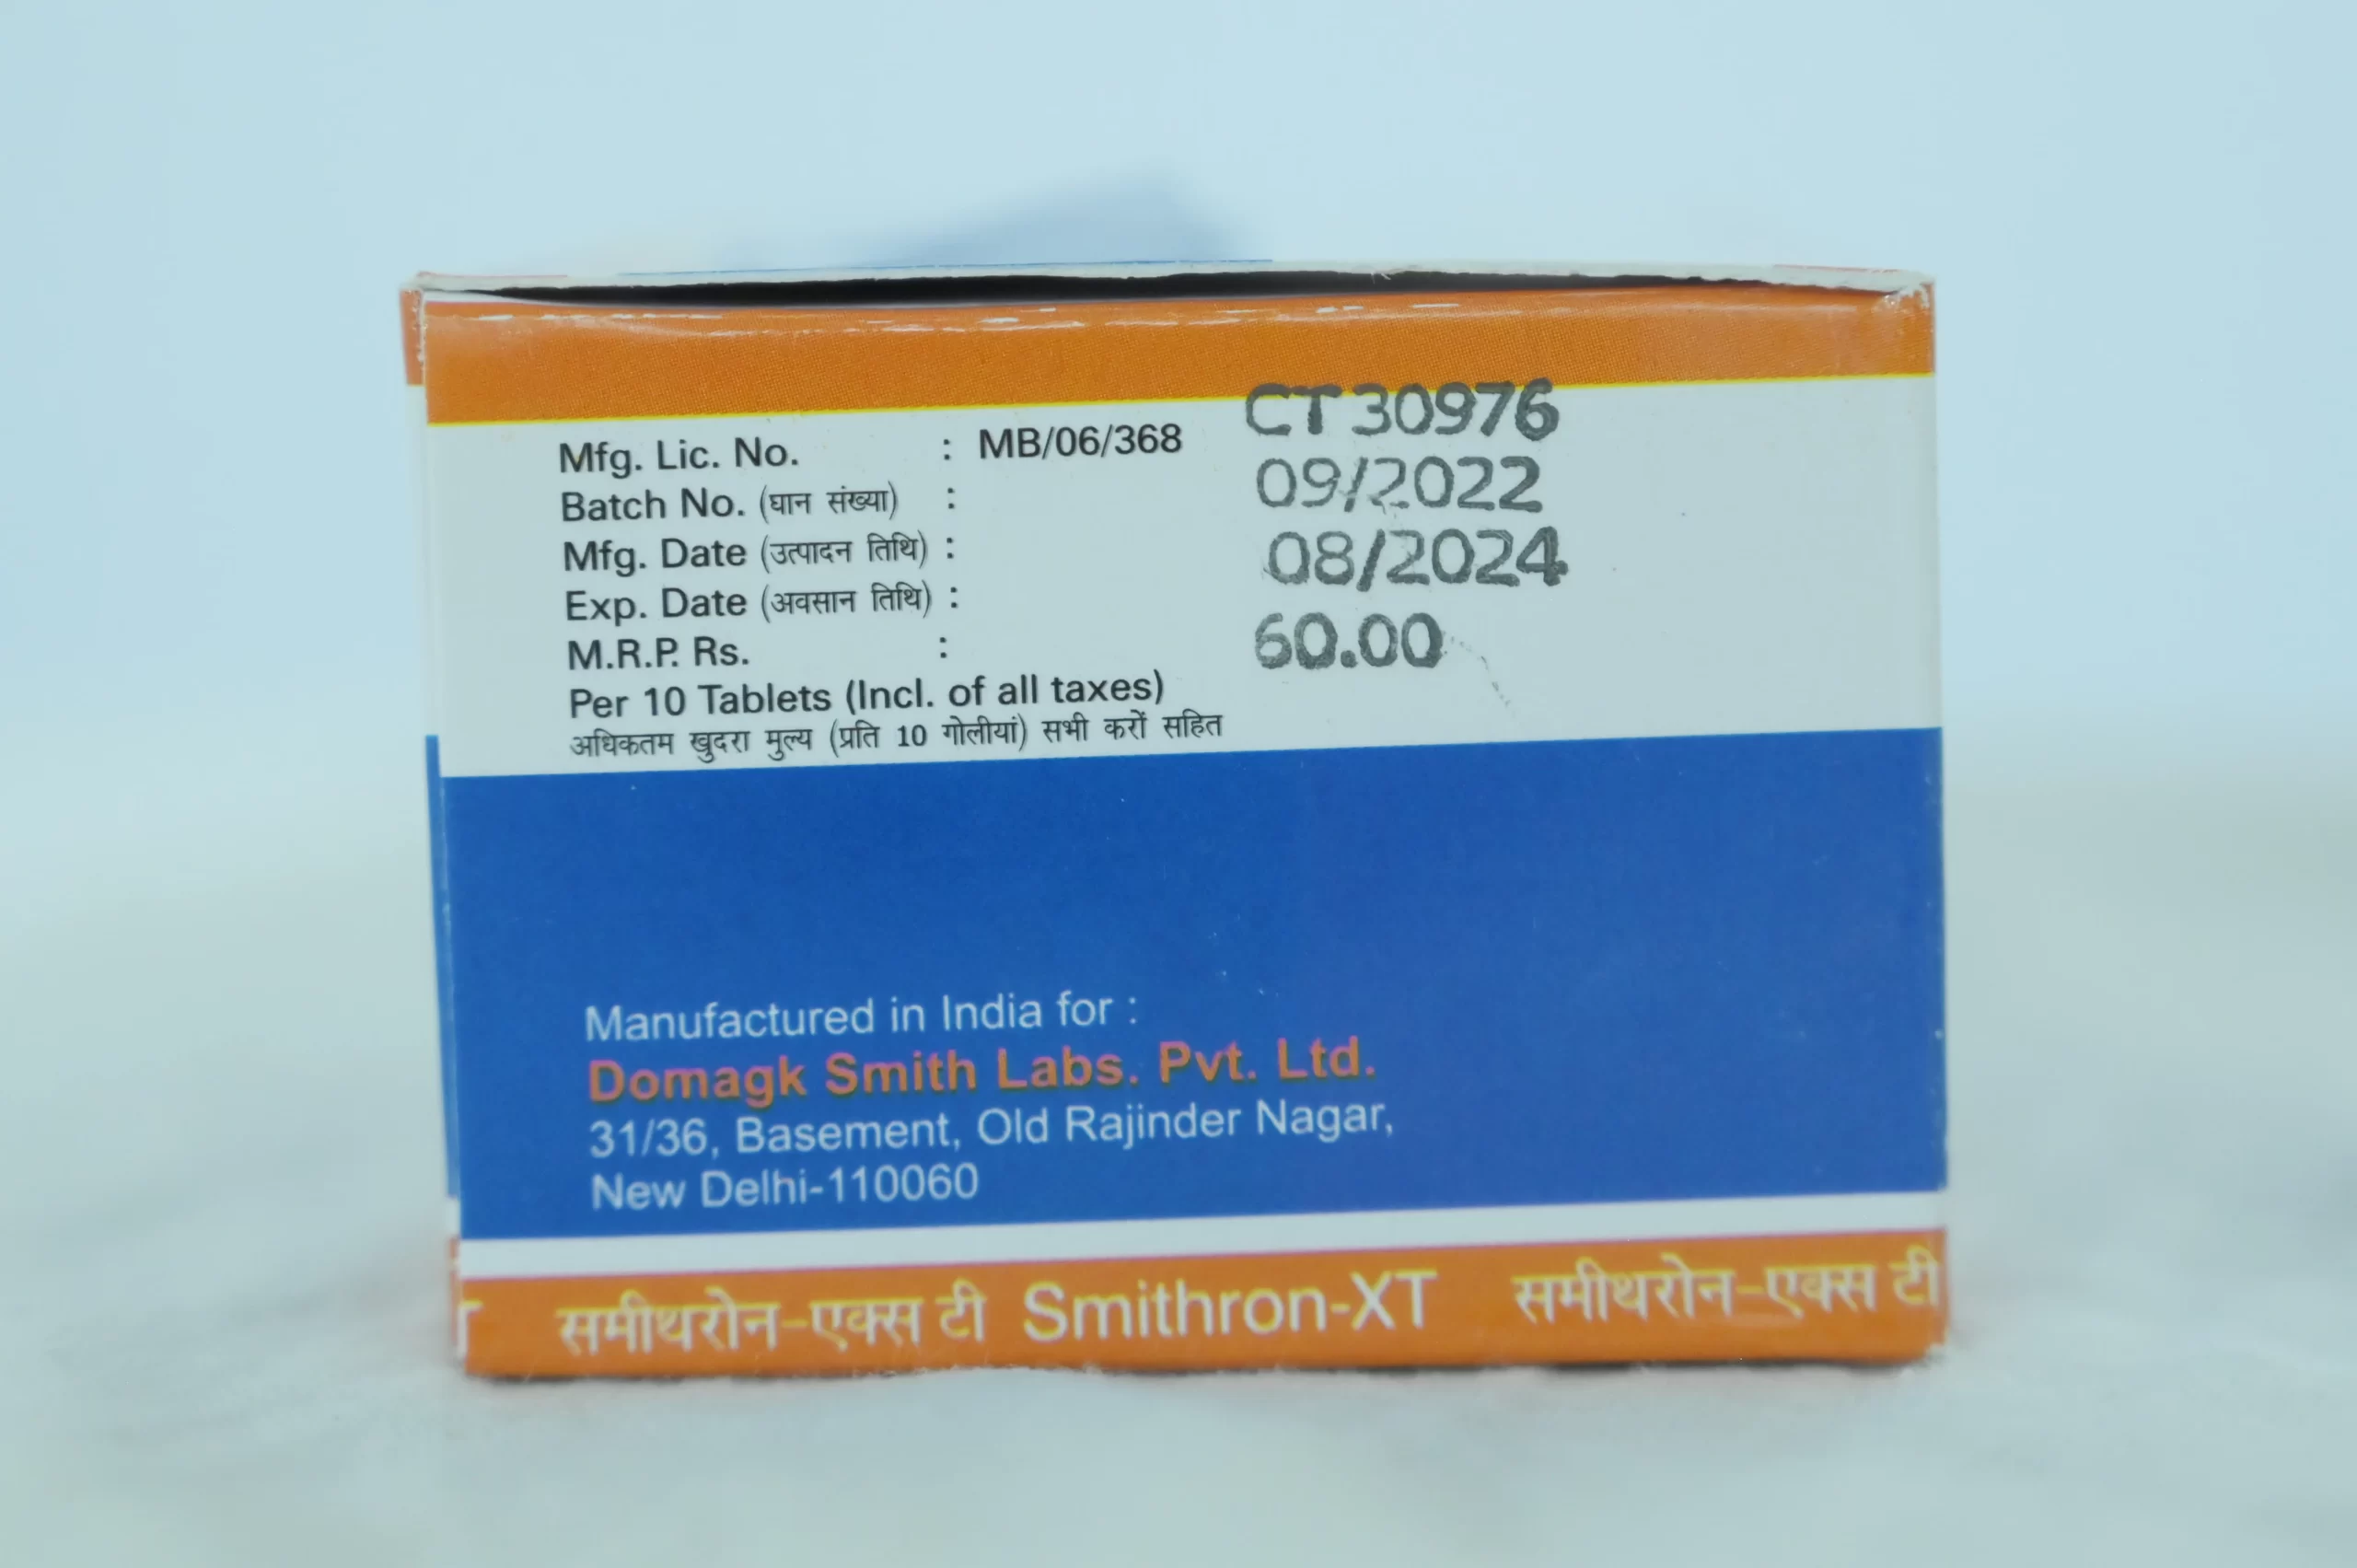 Mfg. Lic. No. : MB/06/368
Batch No. (घान संख्या) : CT 30976
Mfg. Date (उत्पादन तिथि) : 09/2022
Exp. Date (अवसान तिथि) : 08/2024
M.R.P. Rs. : 60.00
Per 10 Tablets (Incl. of all taxes)
अधिकतम खुदरा मुल्य (प्रति 10 गोलीयां) सभी करों सहित
Manufactured in India for :
Domagk Smith Labs. Pvt. Ltd.
31/36, Basement, Old Rajinder Nagar,
New Delhi-110060
समीथरोन-एक्स टी Smithron-XT समीथरोन-एक्स टी